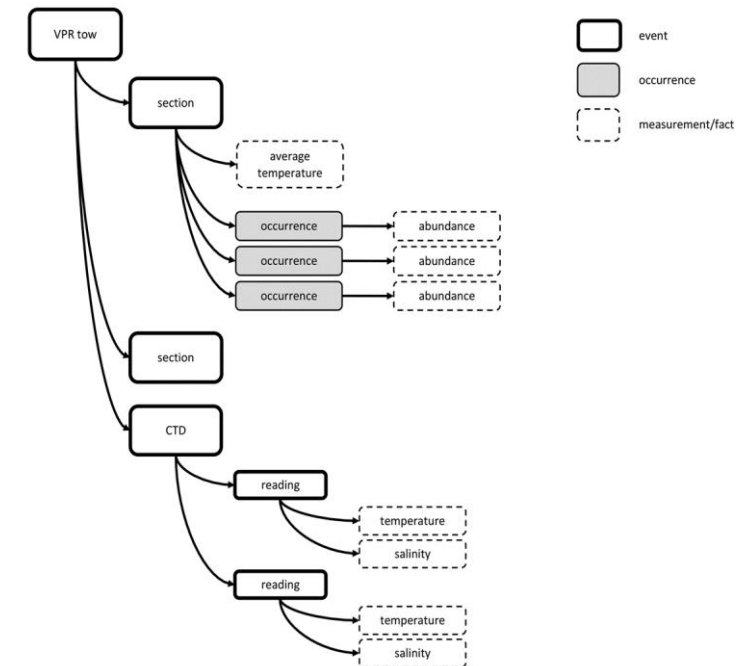 VPR tow
event
section
occurrence
measurement/fact
average
temperature
occurrence
abundance
occurrence
abundance
occurrence
abundance
section
CTD
reading
temperature
salinity
reading
temperature
salinity